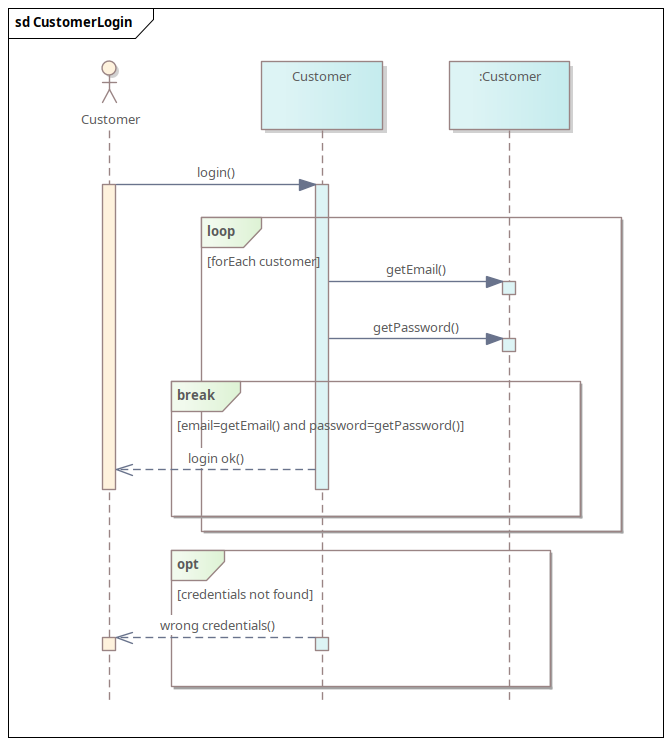 sd CustomerLogin
Customer
Customer
:Customer
login()
loop
[forEach customer]
getEmail()
getPassword()
break
[email=getEmail() and password=getPassword()]
login ok()
opt
[credentials not found]
wrong credentials()